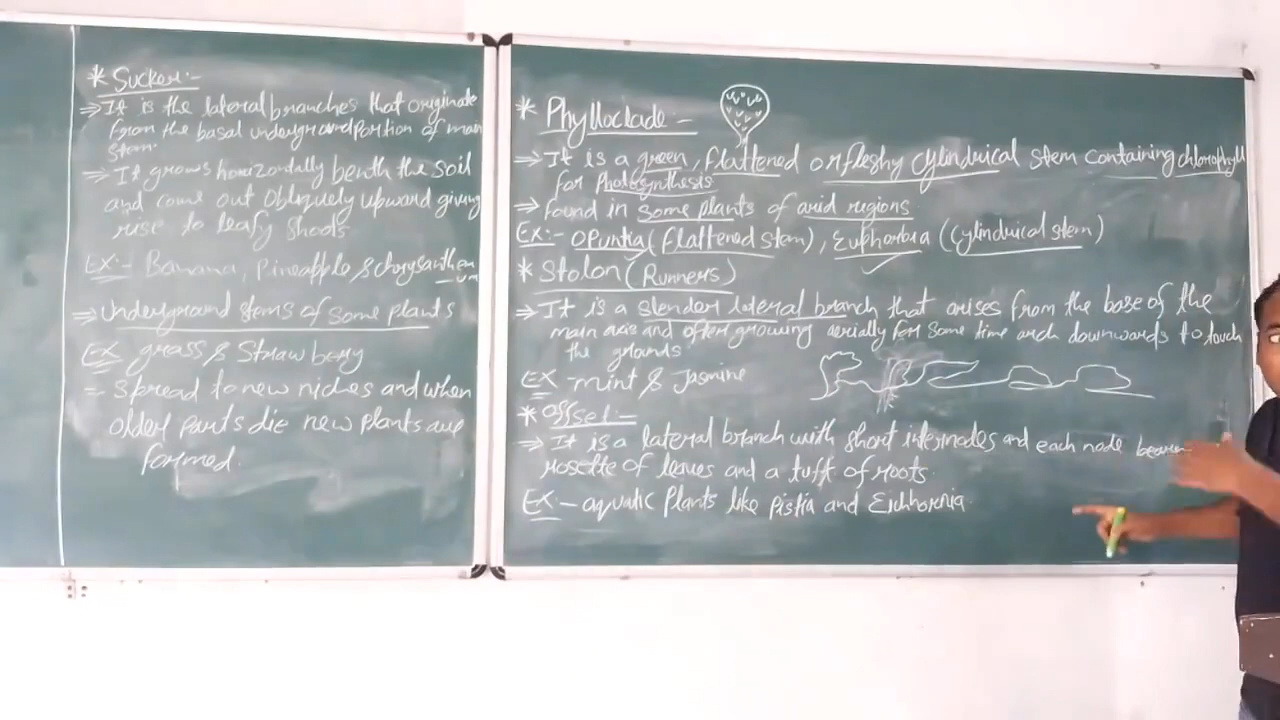 * Sucker:-
⇒ It is the lateral branches that originate
from the basal underground portion of main
stem.
⇒ It grows horizontally benth the soil
and come out obliquely upward giving
rise to leafy shoots
EX:- Banana, Pineapple & chrysanthemum
⇒ Underground stems of some plants
EX grass & Strawbery
= Spread to new niches and when
older parts die new plants are
formed.
* Phylloclade -
⇒ It is a green, flattened or fleshy cylindrical stem containing chlorophyll
for Photosynthesis
⇒ found in some plants of arid regions
EX:- OPuntia (flattened stem), Euphorbia (cylindrical stem)
* Stolon (Runners)
⇒ It is a slender lateral branch that arises from the base of the
main axis and after growing aerially for some time arch downwards to touch
the grounds.
EX - mint & Jasmine
* Offset:-
⇒ It is a lateral branch with short internodes and each node bearing
rosette of leaves and a tuft of roots.
EX - aquatic Plants like Pistia and Eichhornia.